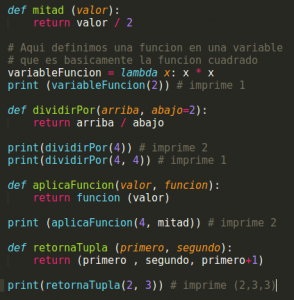 def mitad (valor):
    return valor / 2
# Aqui definimos una funcion en una variable
# que es basicamente la funcion cuadrado
variableFuncion = lambda x: x * x
print (variableFuncion(2)) # imprime 1
def dividirPor(arriba, abajo=2):
    return arriba / abajo
print(dividirPor(4)) # imprime 2
print(dividirPor(4, 4)) # imprime 1
def aplicaFuncion(valor, funcion):
    return funcion (valor)
print (aplicaFuncion(4, mitad)) # imprime 2
def retornaTupla (primero, segundo):
    return (primero , segundo, primero+1)
print(retornaTupla(2, 3)) # imprime (2,3,3)